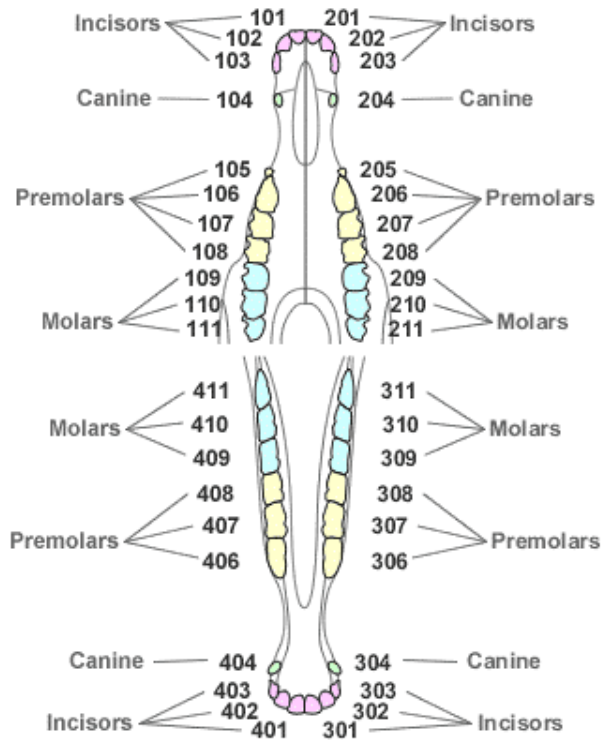 101 201
Incisors 102 202 Incisors
103 203
Canine 104 204 Canine
105 205
Premolars 106 206 Premolars
107 207
108 208
109 209
110 210
Molars 111 211 Molars
411 311
Molars 410 310 Molars
409 309
408 308
Premolars 407 307 Premolars
406 306
Canine 404 304 Canine
403 303
Incisors 402 302 Incisors
401 301